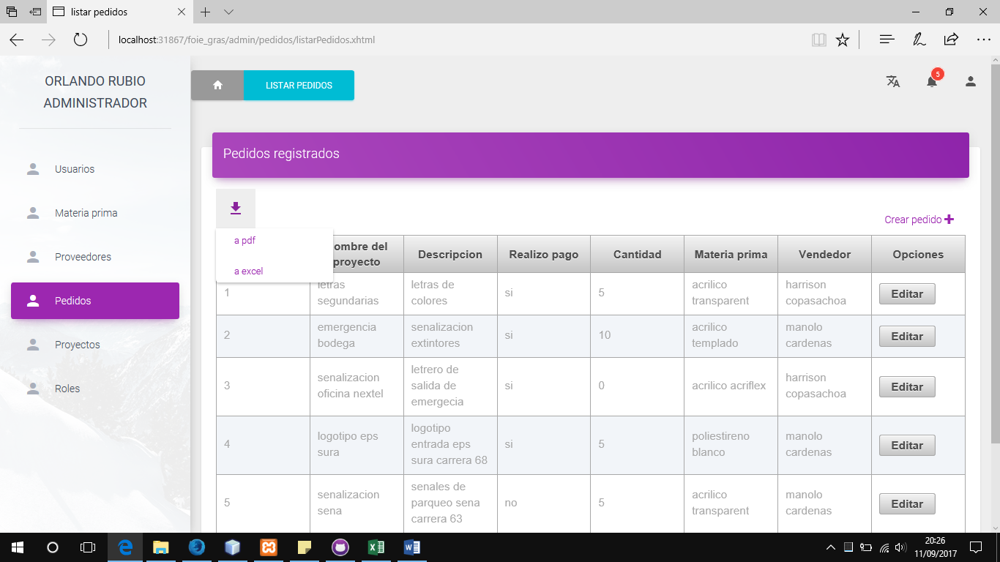 listar pedidos
localhost:31867/foie_gras/admin/pedidos/listarPedidos.xhtml
ORLANDO RUBIO
ADMINISTRADOR
LISTAR PEDIDOS
5
Usuarios
Materia prima
Proveedores
Pedidos
Proyectos
Roles
Pedidos registrados
Crear pedido
a pdf
a excel
ombre del
proyecto
Descripcion
Realizo pago
Cantidad
Materia prima
Vendedor
Opciones
1
letras
segundarias
letras de
colores
si
5
acrilico
transparent
harrison
copasachoa
Editar
2
emergencia
bodega
senalizacion
extintores
si
10
acrilico
templado
manolo
cardenas
Editar
3
senalizacion
oficina nextel
letrero de
salida de
emergecia
si
0
acrilico acriflex
harrison
copasachoa
Editar
4
logotipo eps
sura
logotipo
entrada eps
sura carrera 68
si
5
poliestireno
blanco
manolo
cardenas
Editar
5
senalizacion
sena
senales de
parqueo sena
carrera 63
no
5
acrilico
transparent
manolo
cardenas
Editar
20:26
11/09/2017